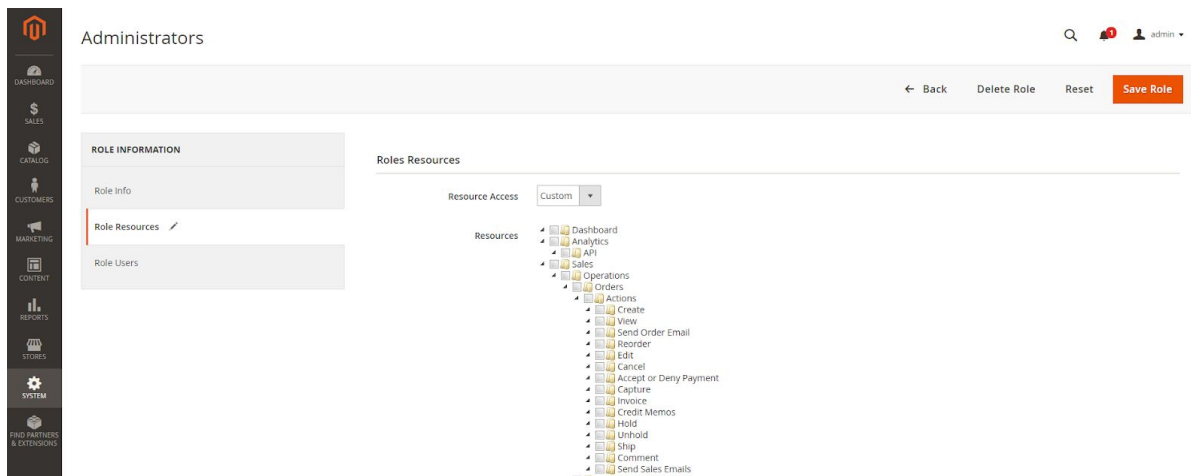 Administrators
1
admin
DASHBOARD
SALES
CATALOG
CUSTOMERS
MARKETING
CONTENT
REPORTS
STORES
SYSTEM
FIND PARTNERS
& EXTENSIONS
← Back Delete Role Reset Save Role
ROLE INFORMATION
Role Info
Role Resources
Role Users
Roles Resources
Resource Access Custom
Resources
Dashboard
Analytics
API
Sales
Operations
Orders
Actions
Create
View
Send Order Email
Reorder
Edit
Cancel
Accept or Deny Payment
Capture
Invoice
Credit Memos
Hold
Unhold
Ship
Comment
Send Sales Emails